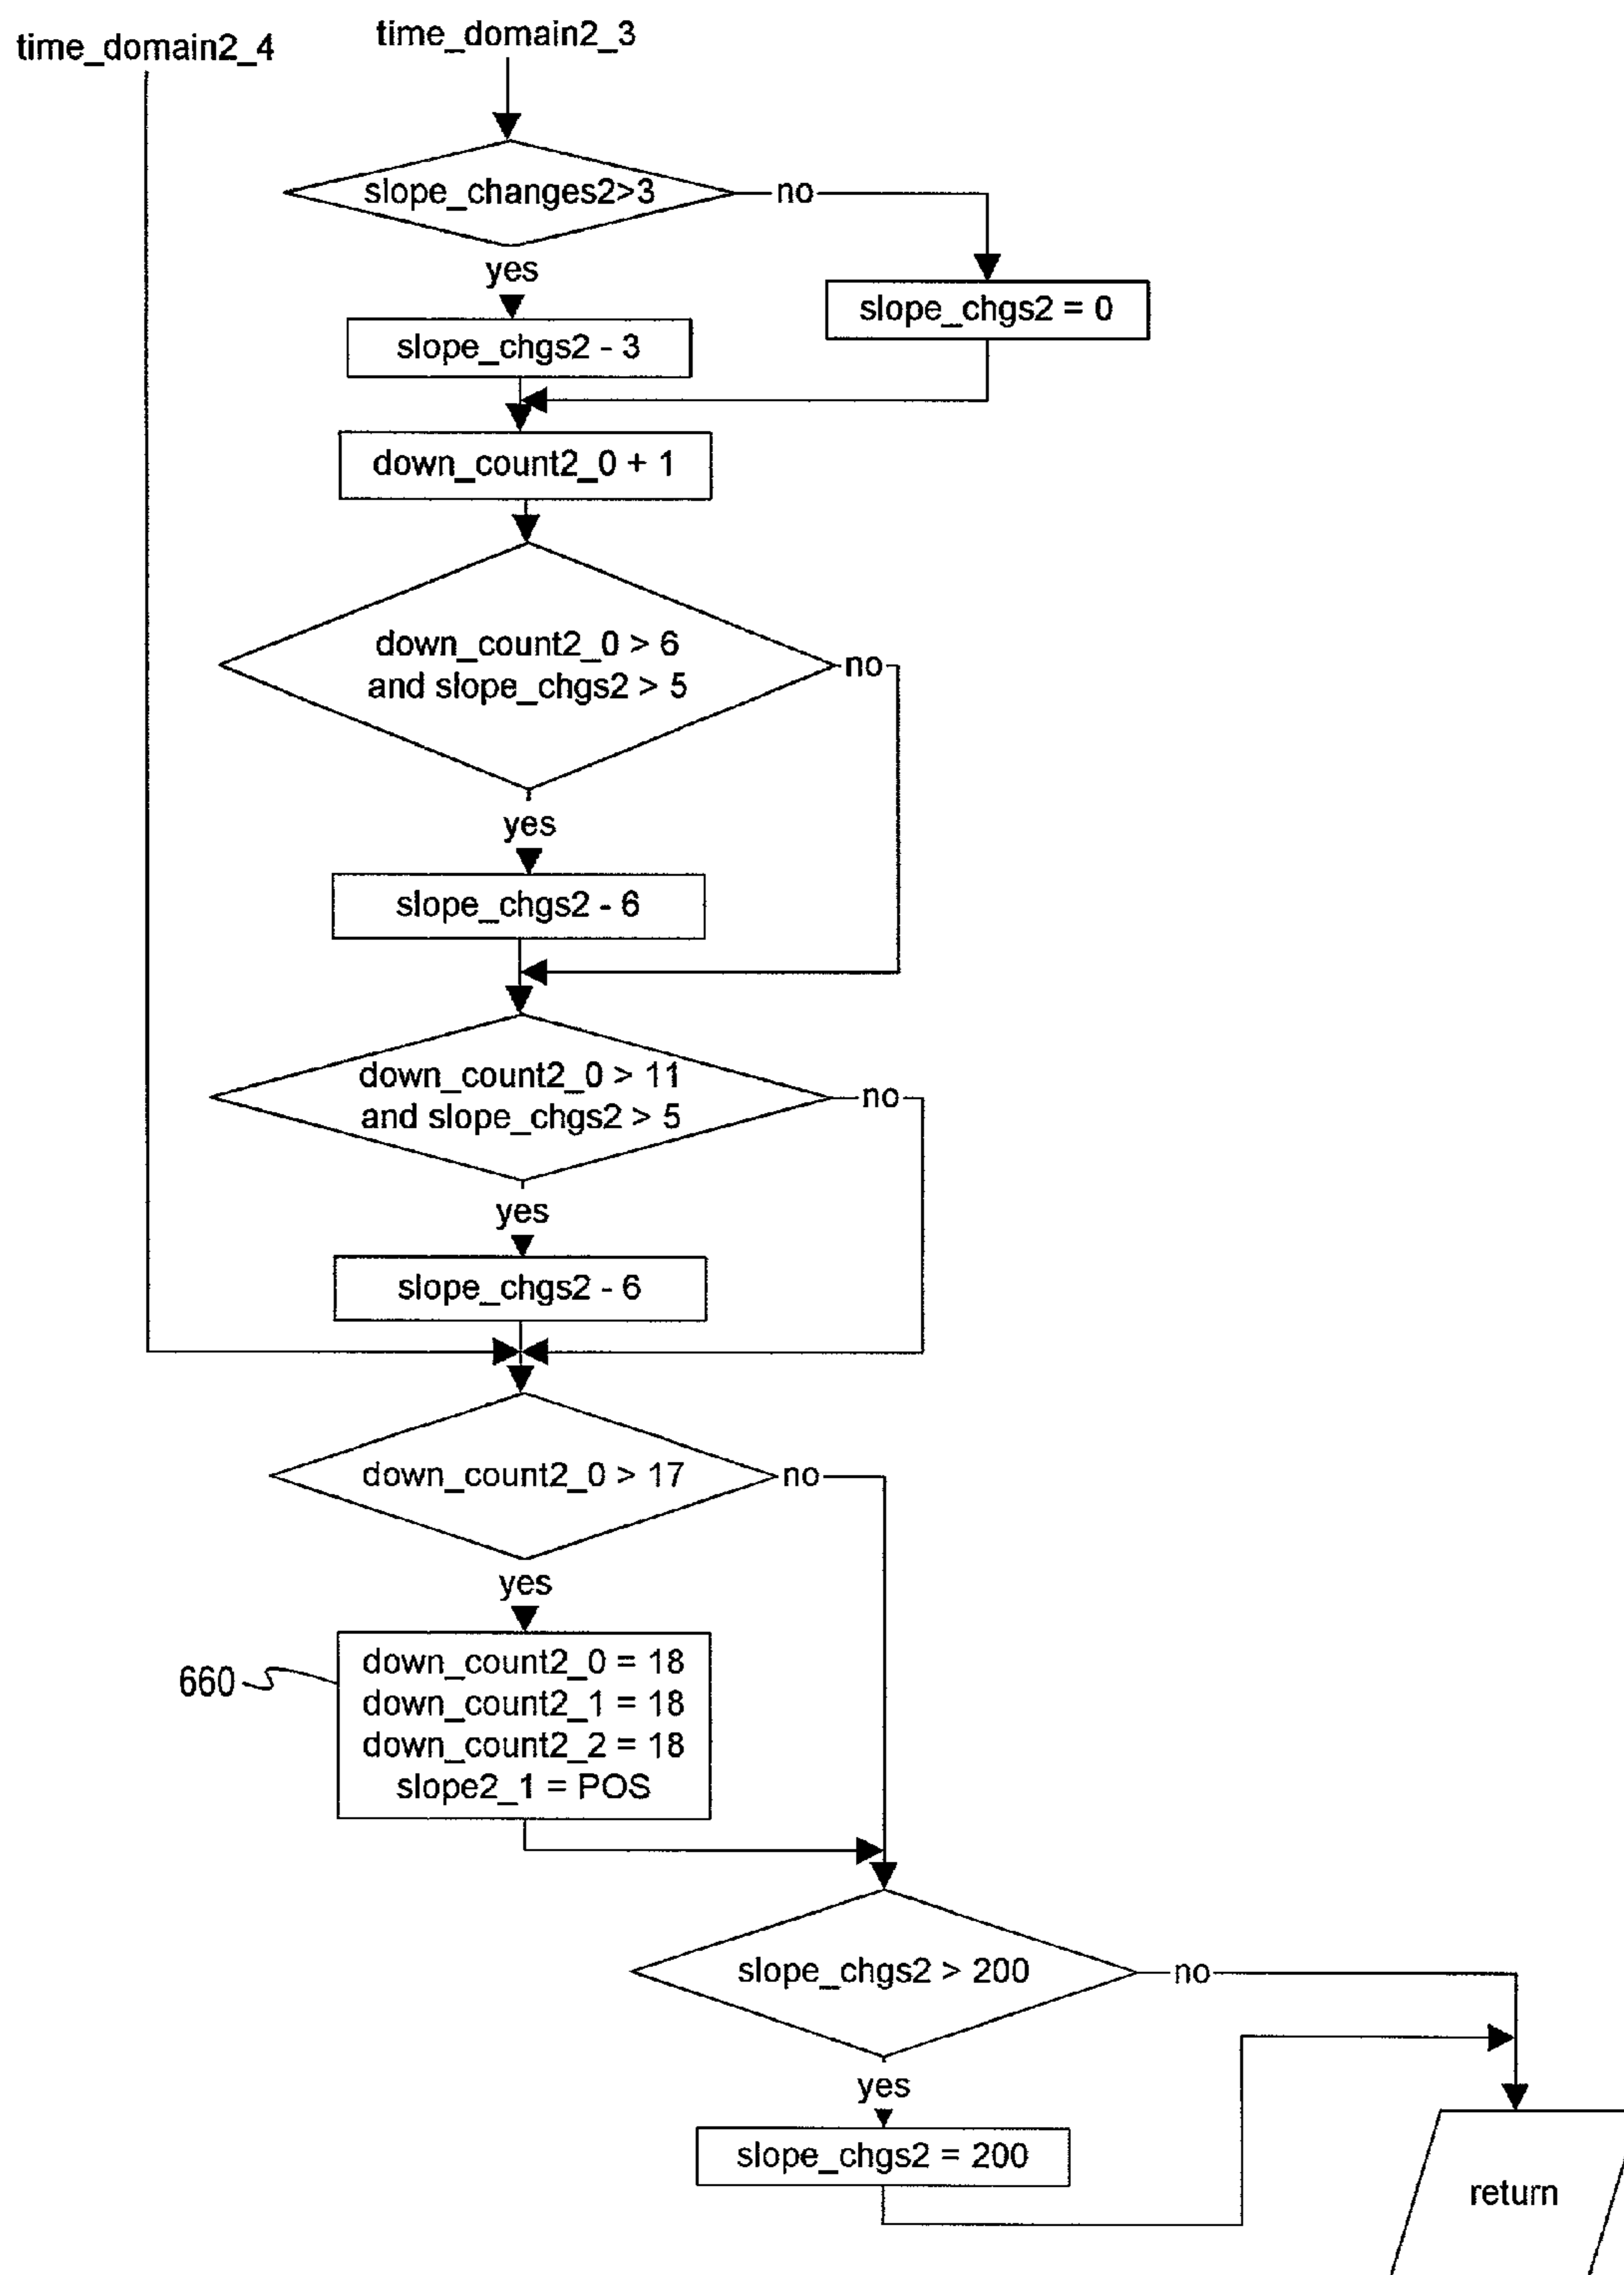 time_domain2_4
time_domain2_3
slope_changes2>3
no
yes
slope_chgs2 = 0
slope_chgs2 - 3
down_count2_0 + 1
down_count2_0 > 6
and slope_chgs2 > 5
no
yes
slope_chgs2 - 6
down_count2_0 > 11
and slope_chgs2 > 5
no
yes
slope_chgs2 - 6
down_count2_0 > 17
no
yes
660
down_count2_0 = 18
down_count2_1 = 18
down_count2_2 = 18
slope2_1 = POS
slope_chgs2 > 200
no
yes
slope_chgs2 = 200
return